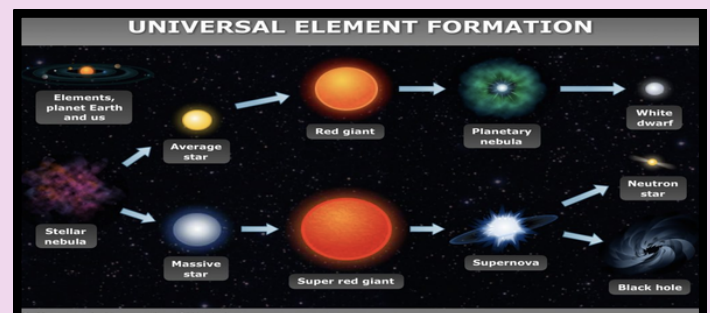 UNIVERSAL ELEMENT FORMATION
Elements,
planet Earth
and us
Average
star
Red giant
Planetary
nebula
White
dwarf
Stellar
nebula
Massive
star
Super red giant
Supernova
Neutron
star
Black hole